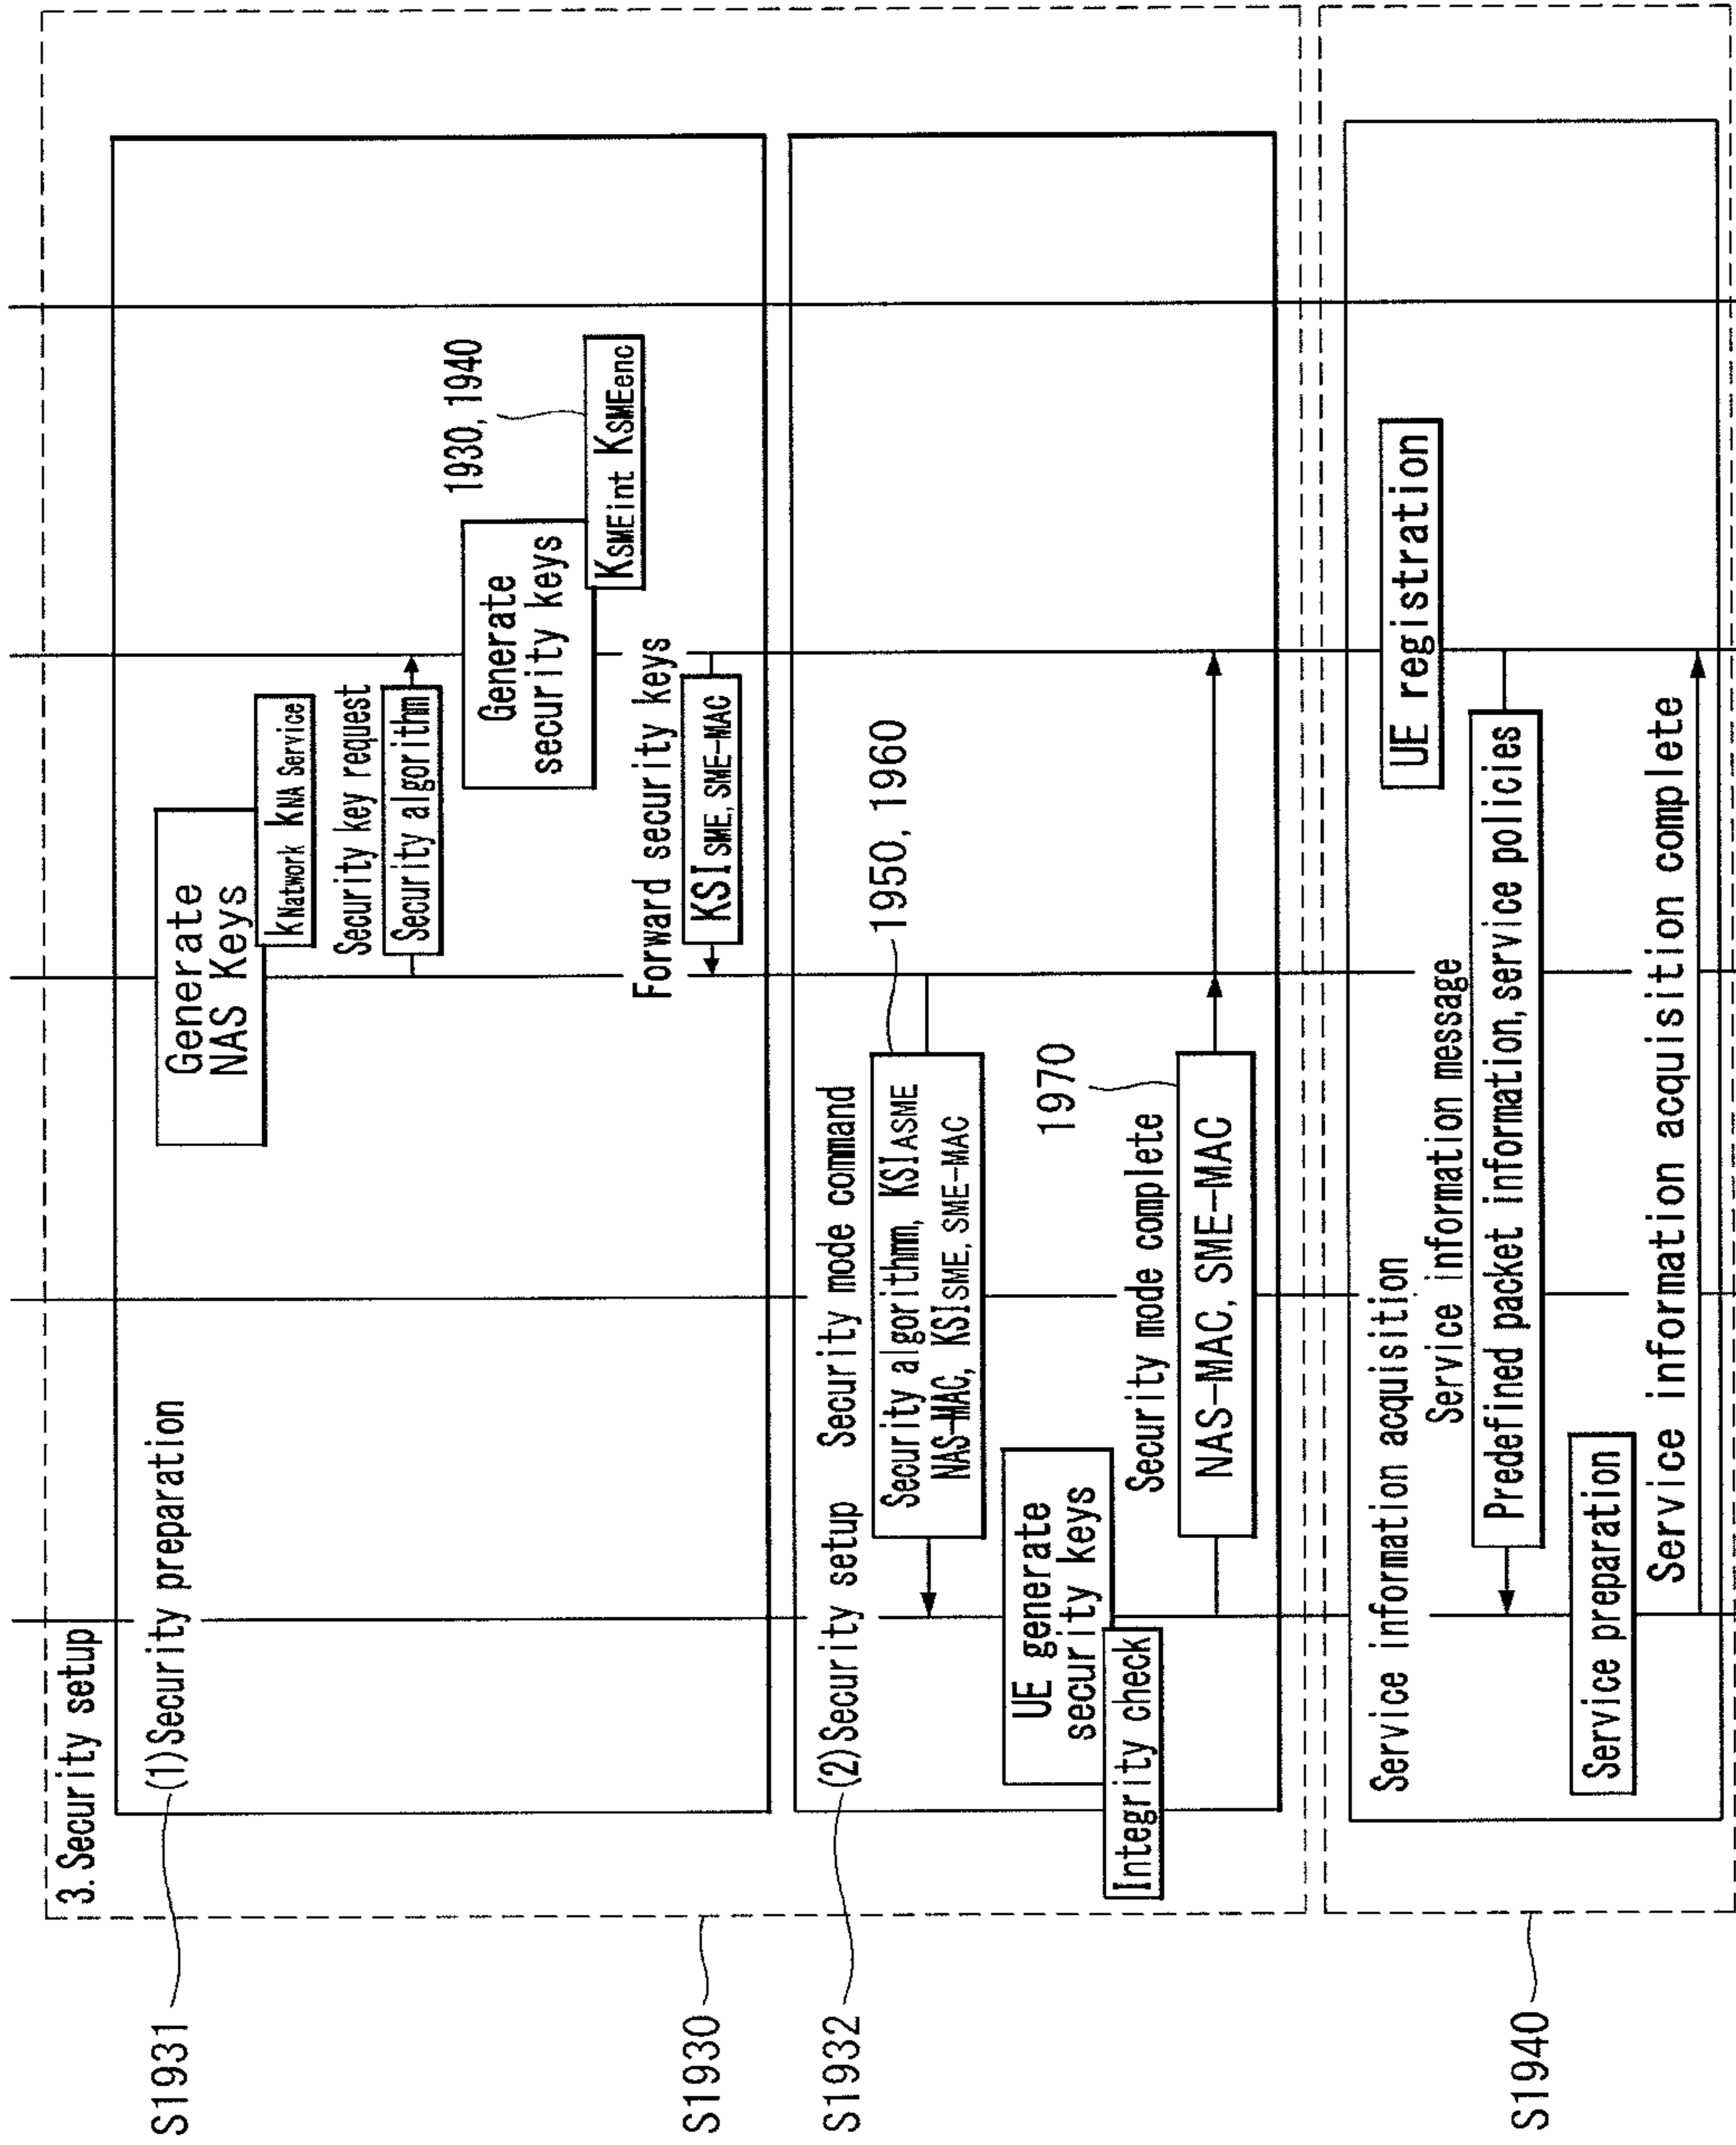 3. Security setup
S1931
(1)Security preparation
Generate
NAS Keys
KNatwork KNA Service
Security key request
Security algorithm
Generate
security keys
1930, 1940
KSMEint KSMEenc
Forward security keys
KSISME, SME-MAC
S1930
S1932
(2)Security setup
Security mode command
Security algorithmm, KSIASME
NAS-MAC, KSISME, SME-MAC
1950, 1960
UE generate
security keys
Integrity check
Security mode complete
1970
NAS-MAC, SME-MAC
S1940
Service information acquisition
UE registration
Service information message
Predefined packet information, service policies
Service preparation
Service information acquisition complete